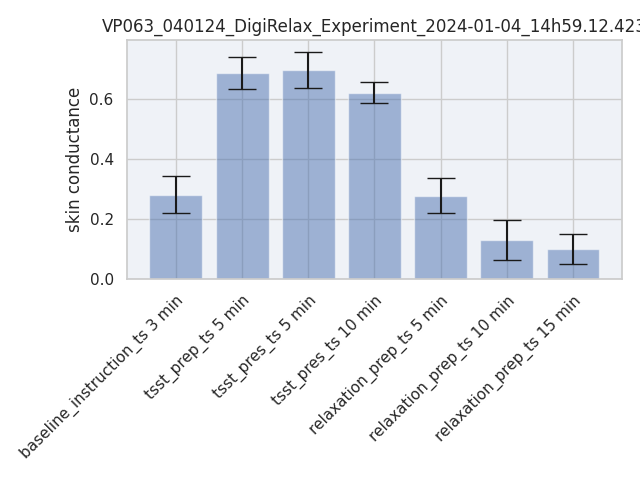 VP063_040124_DigiRelax_Experiment_2024-01-04_14h59.12.423
skin conductance
0.6
0.4
0.2
0.0
baseline_instruction_ts 3 min
tsst_prep_ts 5 min
tsst_pres_ts 5 min
tsst_pres_ts 10 min
relaxation_prep_ts 5 min
relaxation_prep_ts 10 min
relaxation_prep_ts 15 min